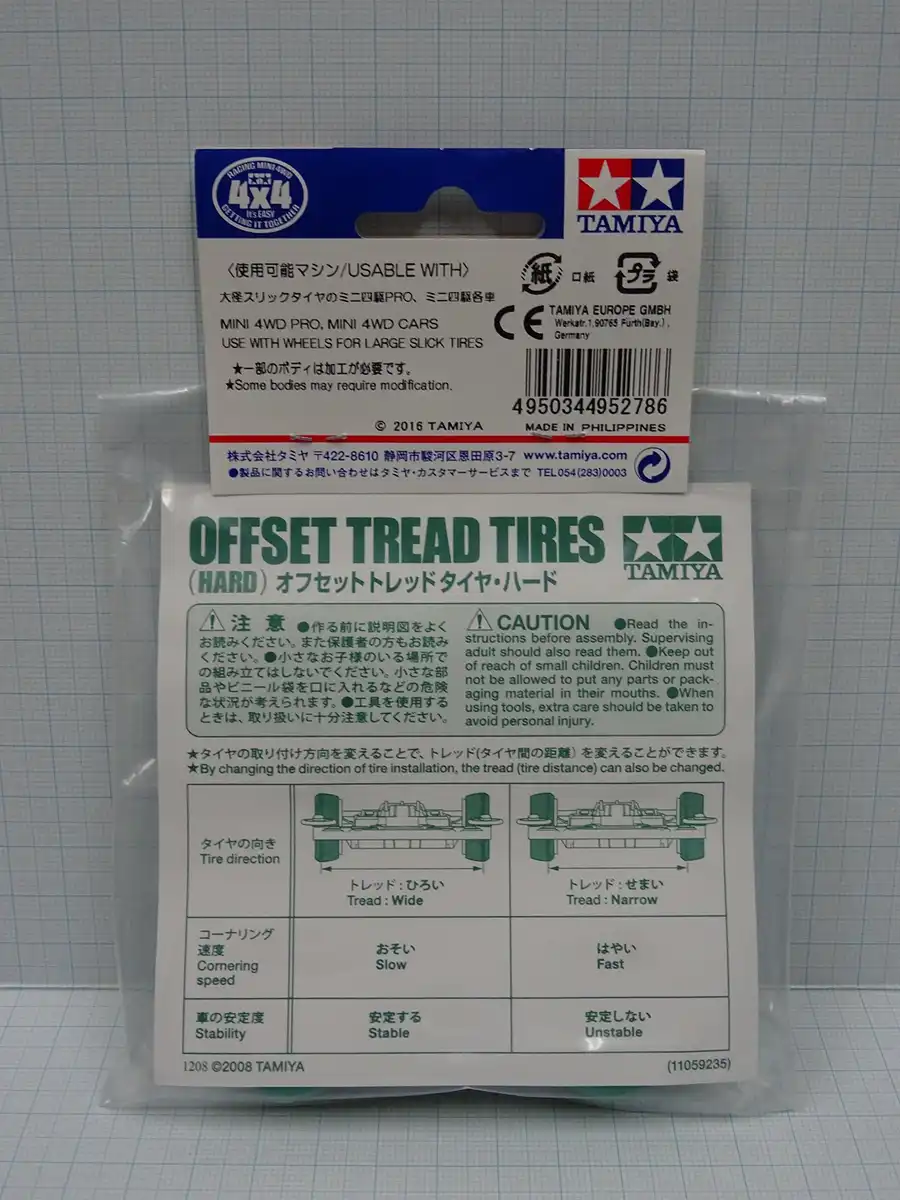 RACING MINI 4WD
4x4
It's EASY
GETTING IT TOGETHER
TAMIYA
〈使用可能マシン/USABLE WITH〉
大径スリックタイヤのミニ四駆PRO、ミニ四駆各車
MINI 4WD PRO, MINI 4WD CARS
USE WITH WHEELS FOR LARGE SLICK TIRES
★一部のボディは加工が必要です。
★Some bodies may require modification.
© 2016 TAMIYA
紙 口紙 プラ 袋
CE TAMIYA EUROPE GMBH
Werkstr.1,90765 Fürth(Bay.),
Germany
4950344952786
MADE IN PHILIPPINES
株式会社タミヤ 〒422-8610 静岡市駿河区恩田原3-7 www.tamiya.com
●製品に関するお問い合わせはタミヤ・カスタマーサービスまで TEL054(283)0003
OFFSET TREAD TIRES
(HARD) オフセットトレッドタイヤ・ハード
TAMIYA
注意 ●作る前に説明図をよく
お読みください。また保護者の方もお読み
ください。●小さなお子様のいる場所で
の組み立てはしないでください。小さな部
品やビニール袋を口に入れるなどの危険
な状況が考えられます。●工具を使用する
ときは、取り扱いに十分注意してください。
CAUTION ●Read the in-
structions before assembly. Supervising
adult should also read them. ●Keep out
of reach of small children. Children must
not be allowed to put any parts or pack-
aging material in their mouths. ●When
using tools, extra care should be taken to
avoid personal injury.
★タイヤの取り付け方向を変えることで、トレッド(タイヤ間の距離)を変えることができます。
★By changing the direction of tire installation, the tread (tire distance) can also be changed.
タイヤの向き
Tire direction
トレッド:ひろい
Tread : Wide
トレッド:せまい
Tread : Narrow
コーナリング
速度
Cornering
speed
おそい
Slow
はやい
Fast
車の安定度
Stability
安定する
Stable
安定しない
Unstable
1208 ©2008 TAMIYA
(11059235)